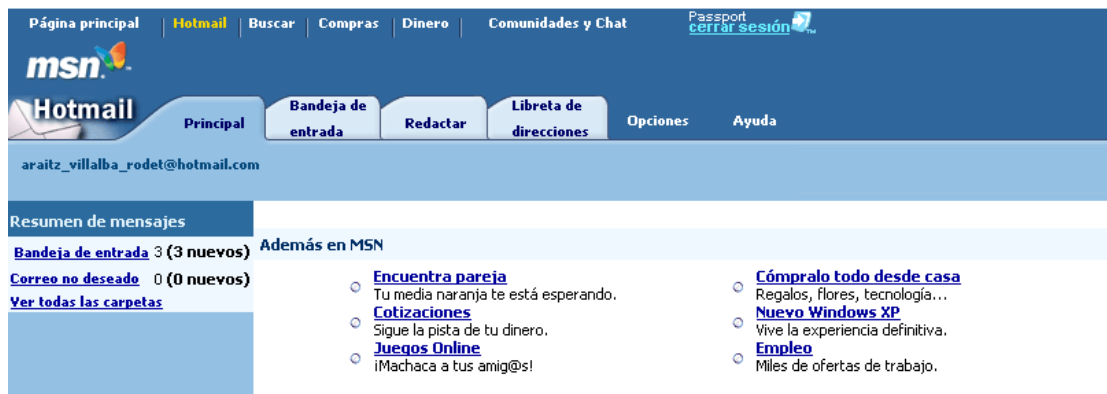 Página principal | Hotmail | Buscar | Compras | Dinero | Comunidades y Chat
Passport
cerrar sesión
msn
Hotmail
Principal
Bandeja de
entrada
Redactar
Libreta de
direcciones
Opciones
Ayuda
araitz_villalba_rodet@hotmail.com
Resumen de mensajes
Bandeja de entrada 3 (3 nuevos)
Correo no deseado 0 (0 nuevos)
Ver todas las carpetas
Además en MSN
Encuentra pareja
Tu media naranja te está esperando.
Cotizaciones
Sigue la pista de tu dinero.
Juegos Online
¡Machaca a tus amig@s!
Cómpralo todo desde casa
Regalos, flores, tecnología...
Nuevo Windows XP
Vive la experiencia definitiva.
Empleo
Miles de ofertas de trabajo.